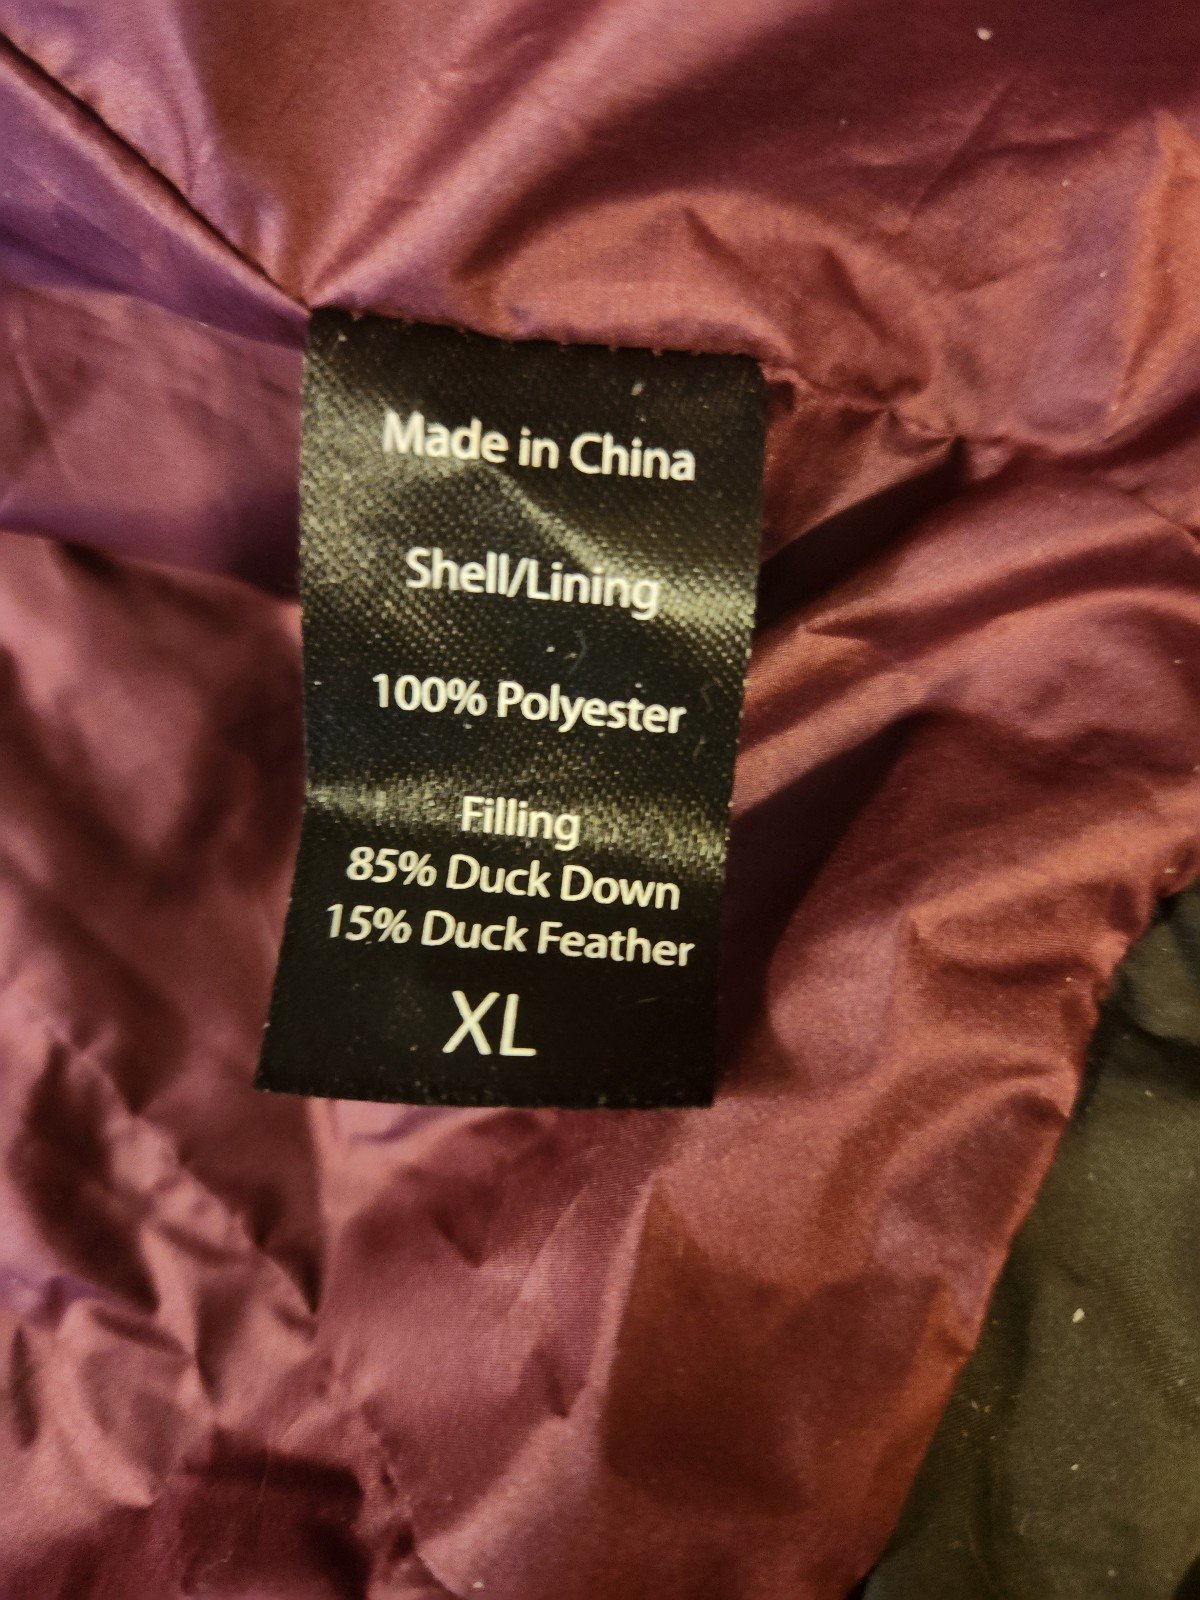 Made in China
Shell/Lining
100% Polyester
Filling
85% Duck Down
15% Duck Feather
XL